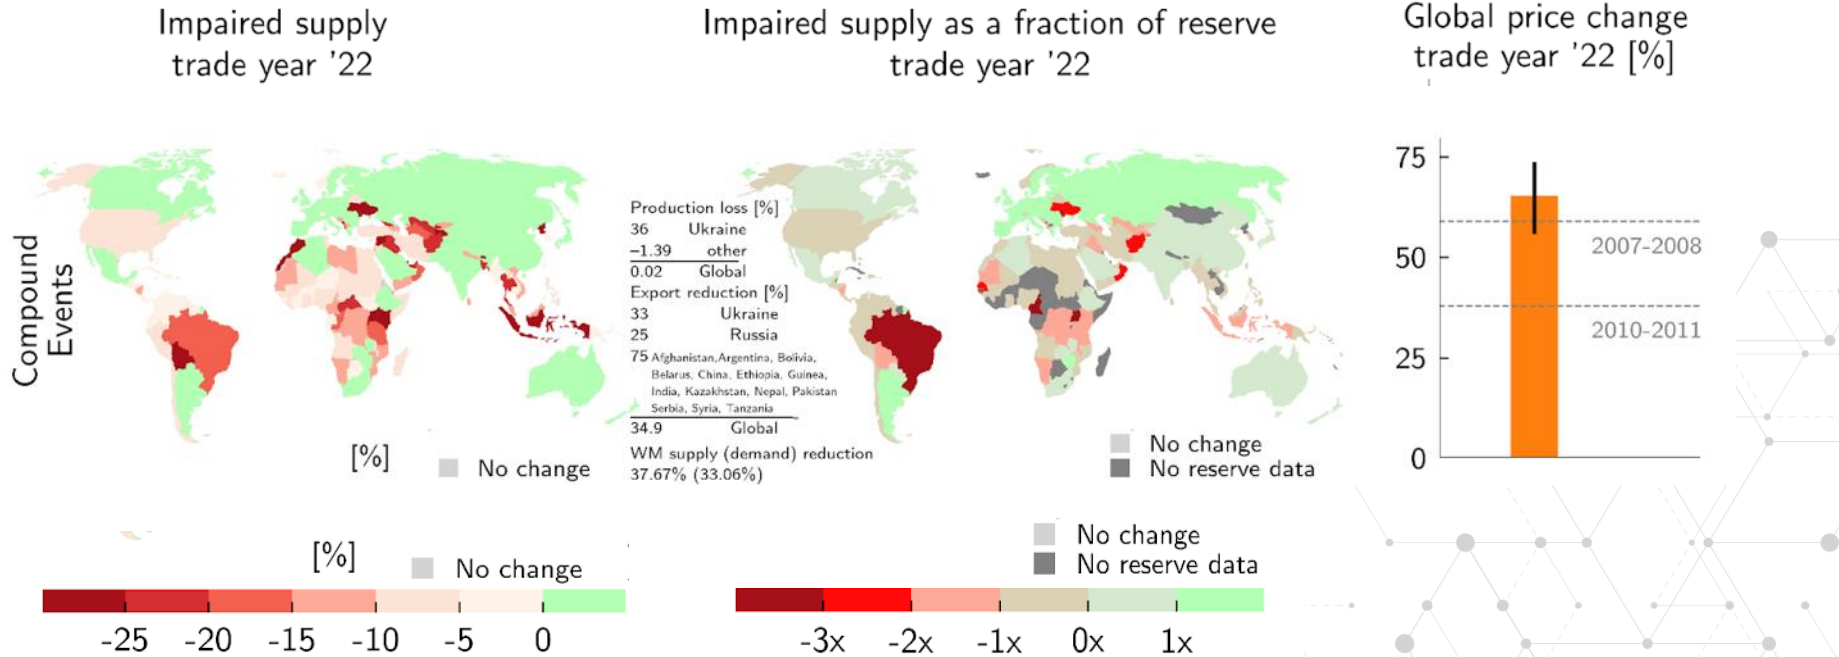 Impaired supply
trade year '22
Impaired supply as a fraction of reserve
trade year '22
Global price change
trade year '22 [%]
Compound
Events
[%]
No change
Production loss [%]
36 Ukraine
−1.39 other
0.02 Global
Export reduction [%]
33 Ukraine
25 Russia
75 Afghanistan,Argentina, Bolivia,
Belarus, China, Ethiopia, Guinea,
India, Kazakhstan, Nepal, Pakistan
Serbia, Syria, Tanzania
34.9 Global
WM supply (demand) reduction
37.67% (33.06%)
No change
No reserve data
75
50
25
0
2007-2008
2010-2011
[%]
No change
-25 -20 -15 -10 -5 0
No change
No reserve data
-3x -2x -1x 0x 1x